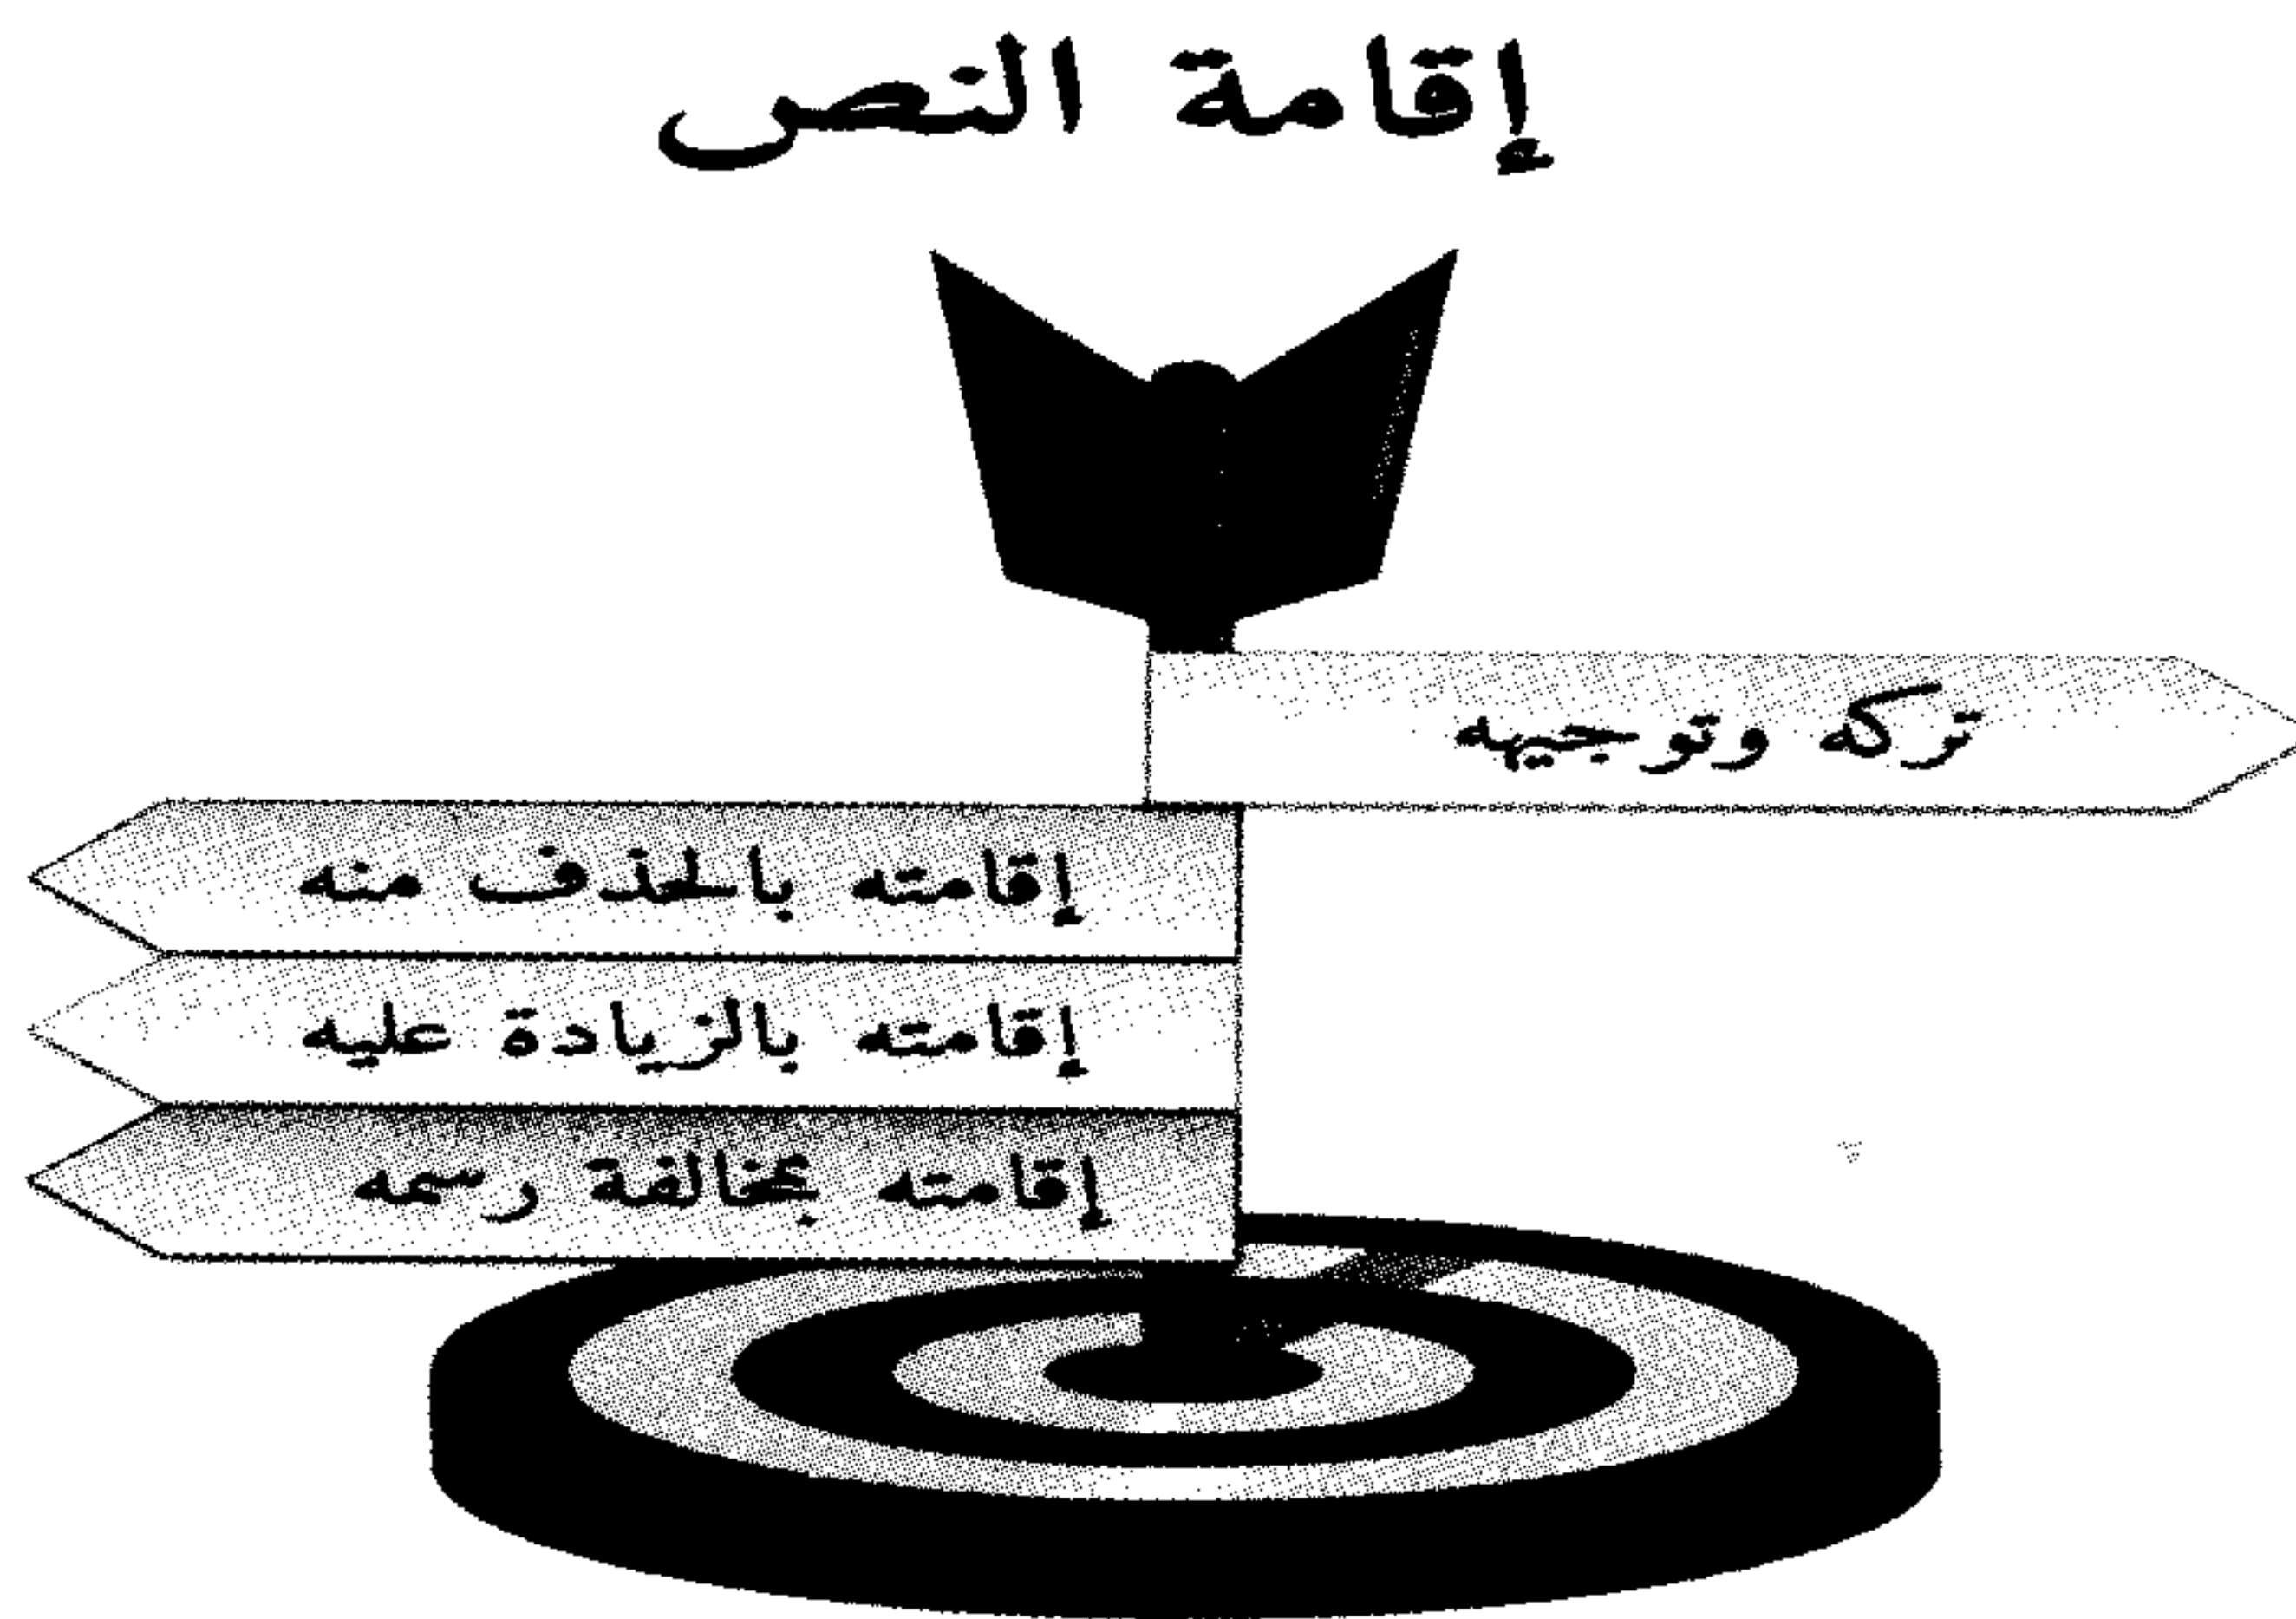 إقامة النص
تركه وتوجيهه
إقامته بالحذف منه
إقامته بالزيادة عليه
إقامته بمخالفة رسمه